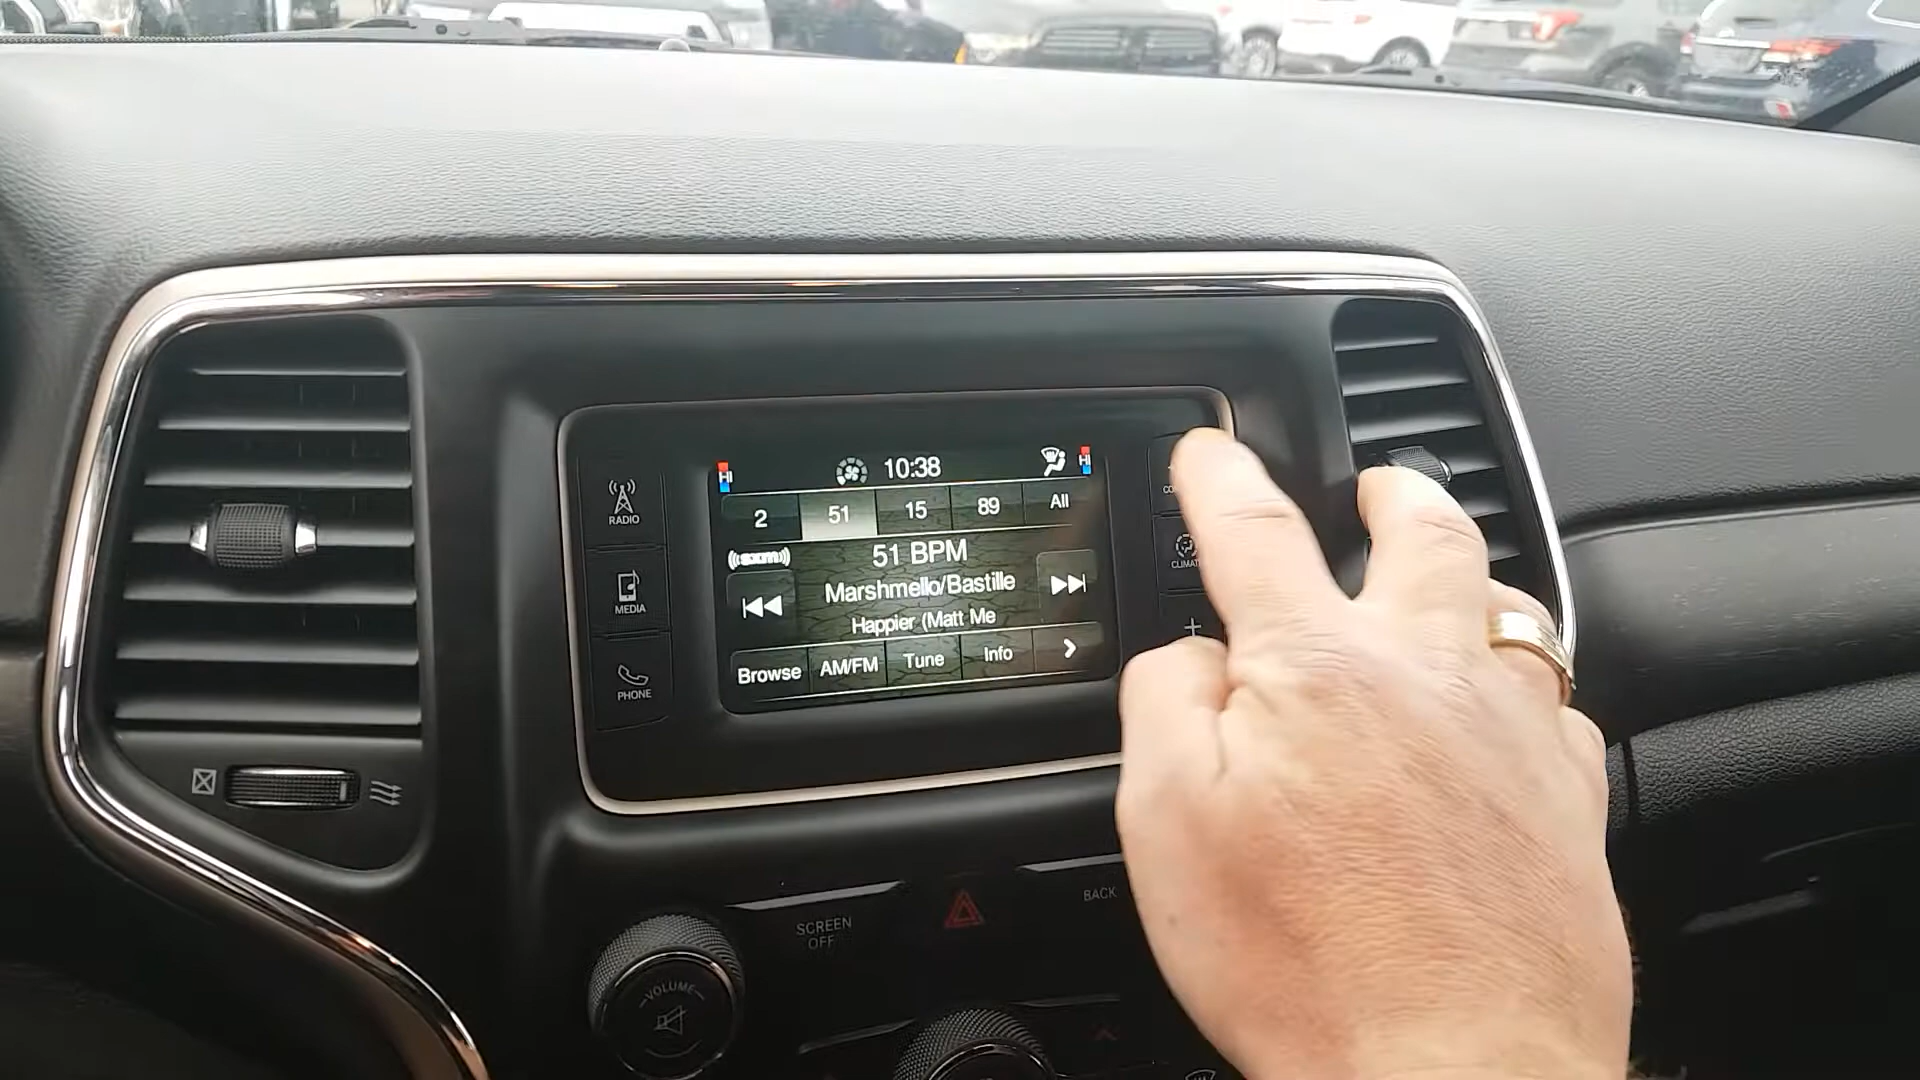 HI
10:38
HI
2
51
15
89
All
RADIO
((SXM))
51 BPM
Marshmello/Bastille
Happier (Matt Me
MEDIA
Browse
AM/FM
Tune
Info
PHONE
SCREEN
OFF
BACK
VOLUME